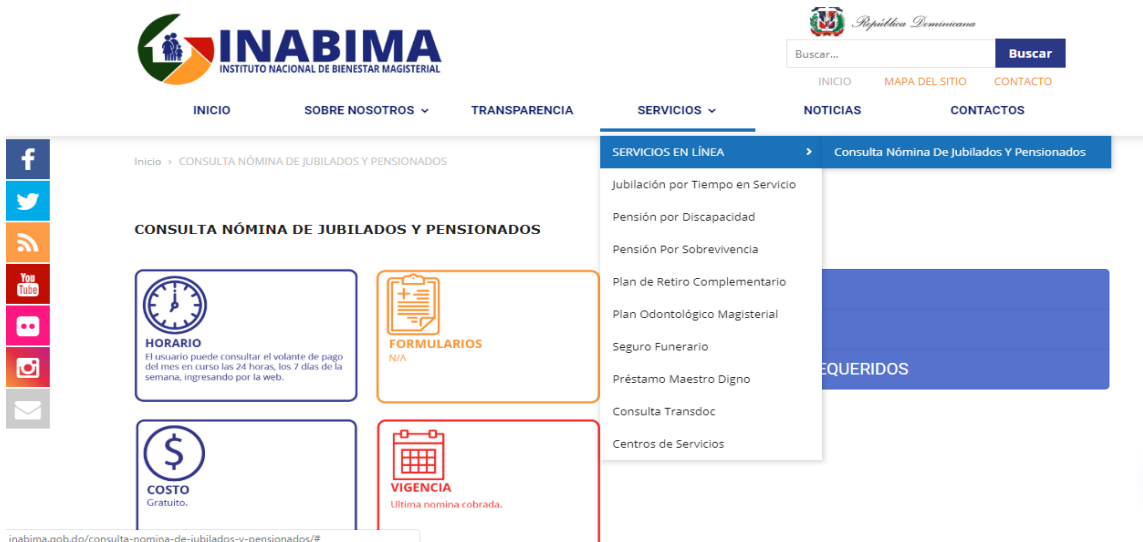 República Dominicana
INABIMA
INSTITUTO NACIONAL DE BIENESTAR MAGISTERIAL
Buscar...
Buscar
INICIO MAPA DEL SITIO CONTACTO
INICIO SOBRE NOSOTROS TRANSPARENCIA SERVICIOS NOTICIAS CONTACTOS
Inicio › CONSULTA NÓMINA DE JUBILADOS Y PENSIONADOS
SERVICIOS EN LÍNEA
Consulta Nómina De Jubilados Y Pensionados
Jubilación por Tiempo en Servicio
Pensión por Discapacidad
Pensión Por Sobrevivencia
Plan de Retiro Complementario
Plan Odontológico Magisterial
Seguro Funerario
Préstamo Maestro Digno
Consulta Transdoc
Centros de Servicios
You
Tube
CONSULTA NÓMINA DE JUBILADOS Y PENSIONADOS
HORARIO
El usuario puede consultar el volante de pago
del mes en curso las 24 horas, los 7 días de la
semana, ingresando por la web.
FORMULARIOS
N/A
EQUERIDOS
COSTO
Gratuito.
VIGENCIA
Ultima nomina cobrada.
inabima.gob.do/consulta-nomina-de-jubilados-y-pensionados/#